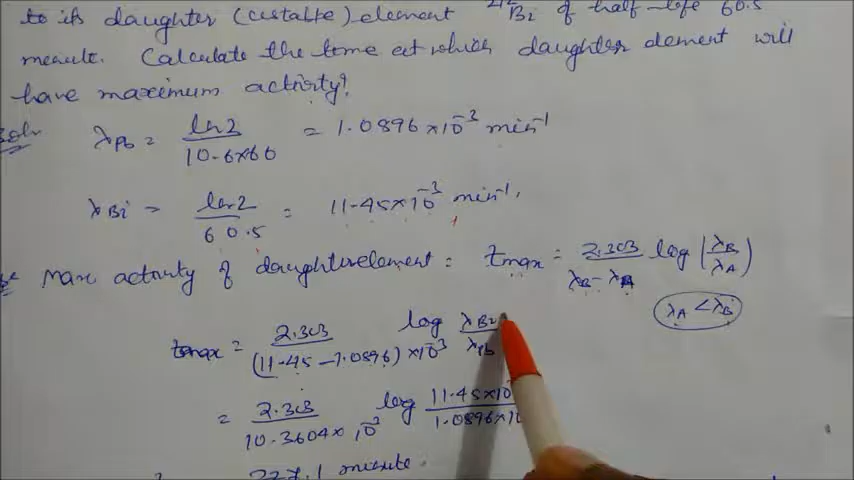 to its daughter (unstable) element 212Bi of half-life 60.5
minute. Calculate the time at which daughter element will
have maximum activity?
Soln λPb = ln2 / 10.6×60 = 1.0896 ×10^-3 min^-1
λBi = ln2 / 60.5 = 11.45×10^-3 min^-1.
Max activity of daughter element = tmax = 2.303 / λB - λA log (λB / λA)
λA < λB
tmax = 2.303 / (11.45 - 1.0896) ×10^-3 log λBi / λPb
= 2.303 / 10.3604× 10^-3 log 11.45×10 / 1.0896×10
227.1 minute.